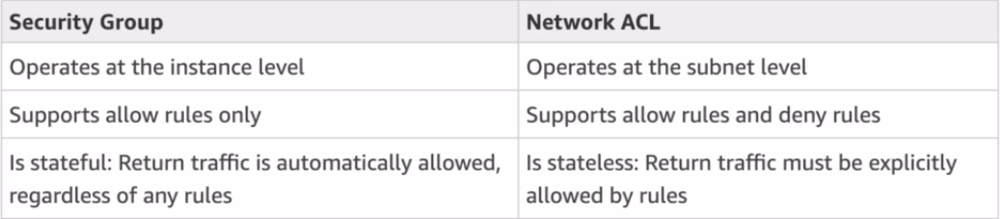 Security Group
Network ACL
Operates at the instance level
Operates at the subnet level
Supports allow rules only
Supports allow rules and deny rules
Is stateful: Return traffic is automatically allowed,
regardless of any rules
Is stateless: Return traffic must be explicitly
allowed by rules